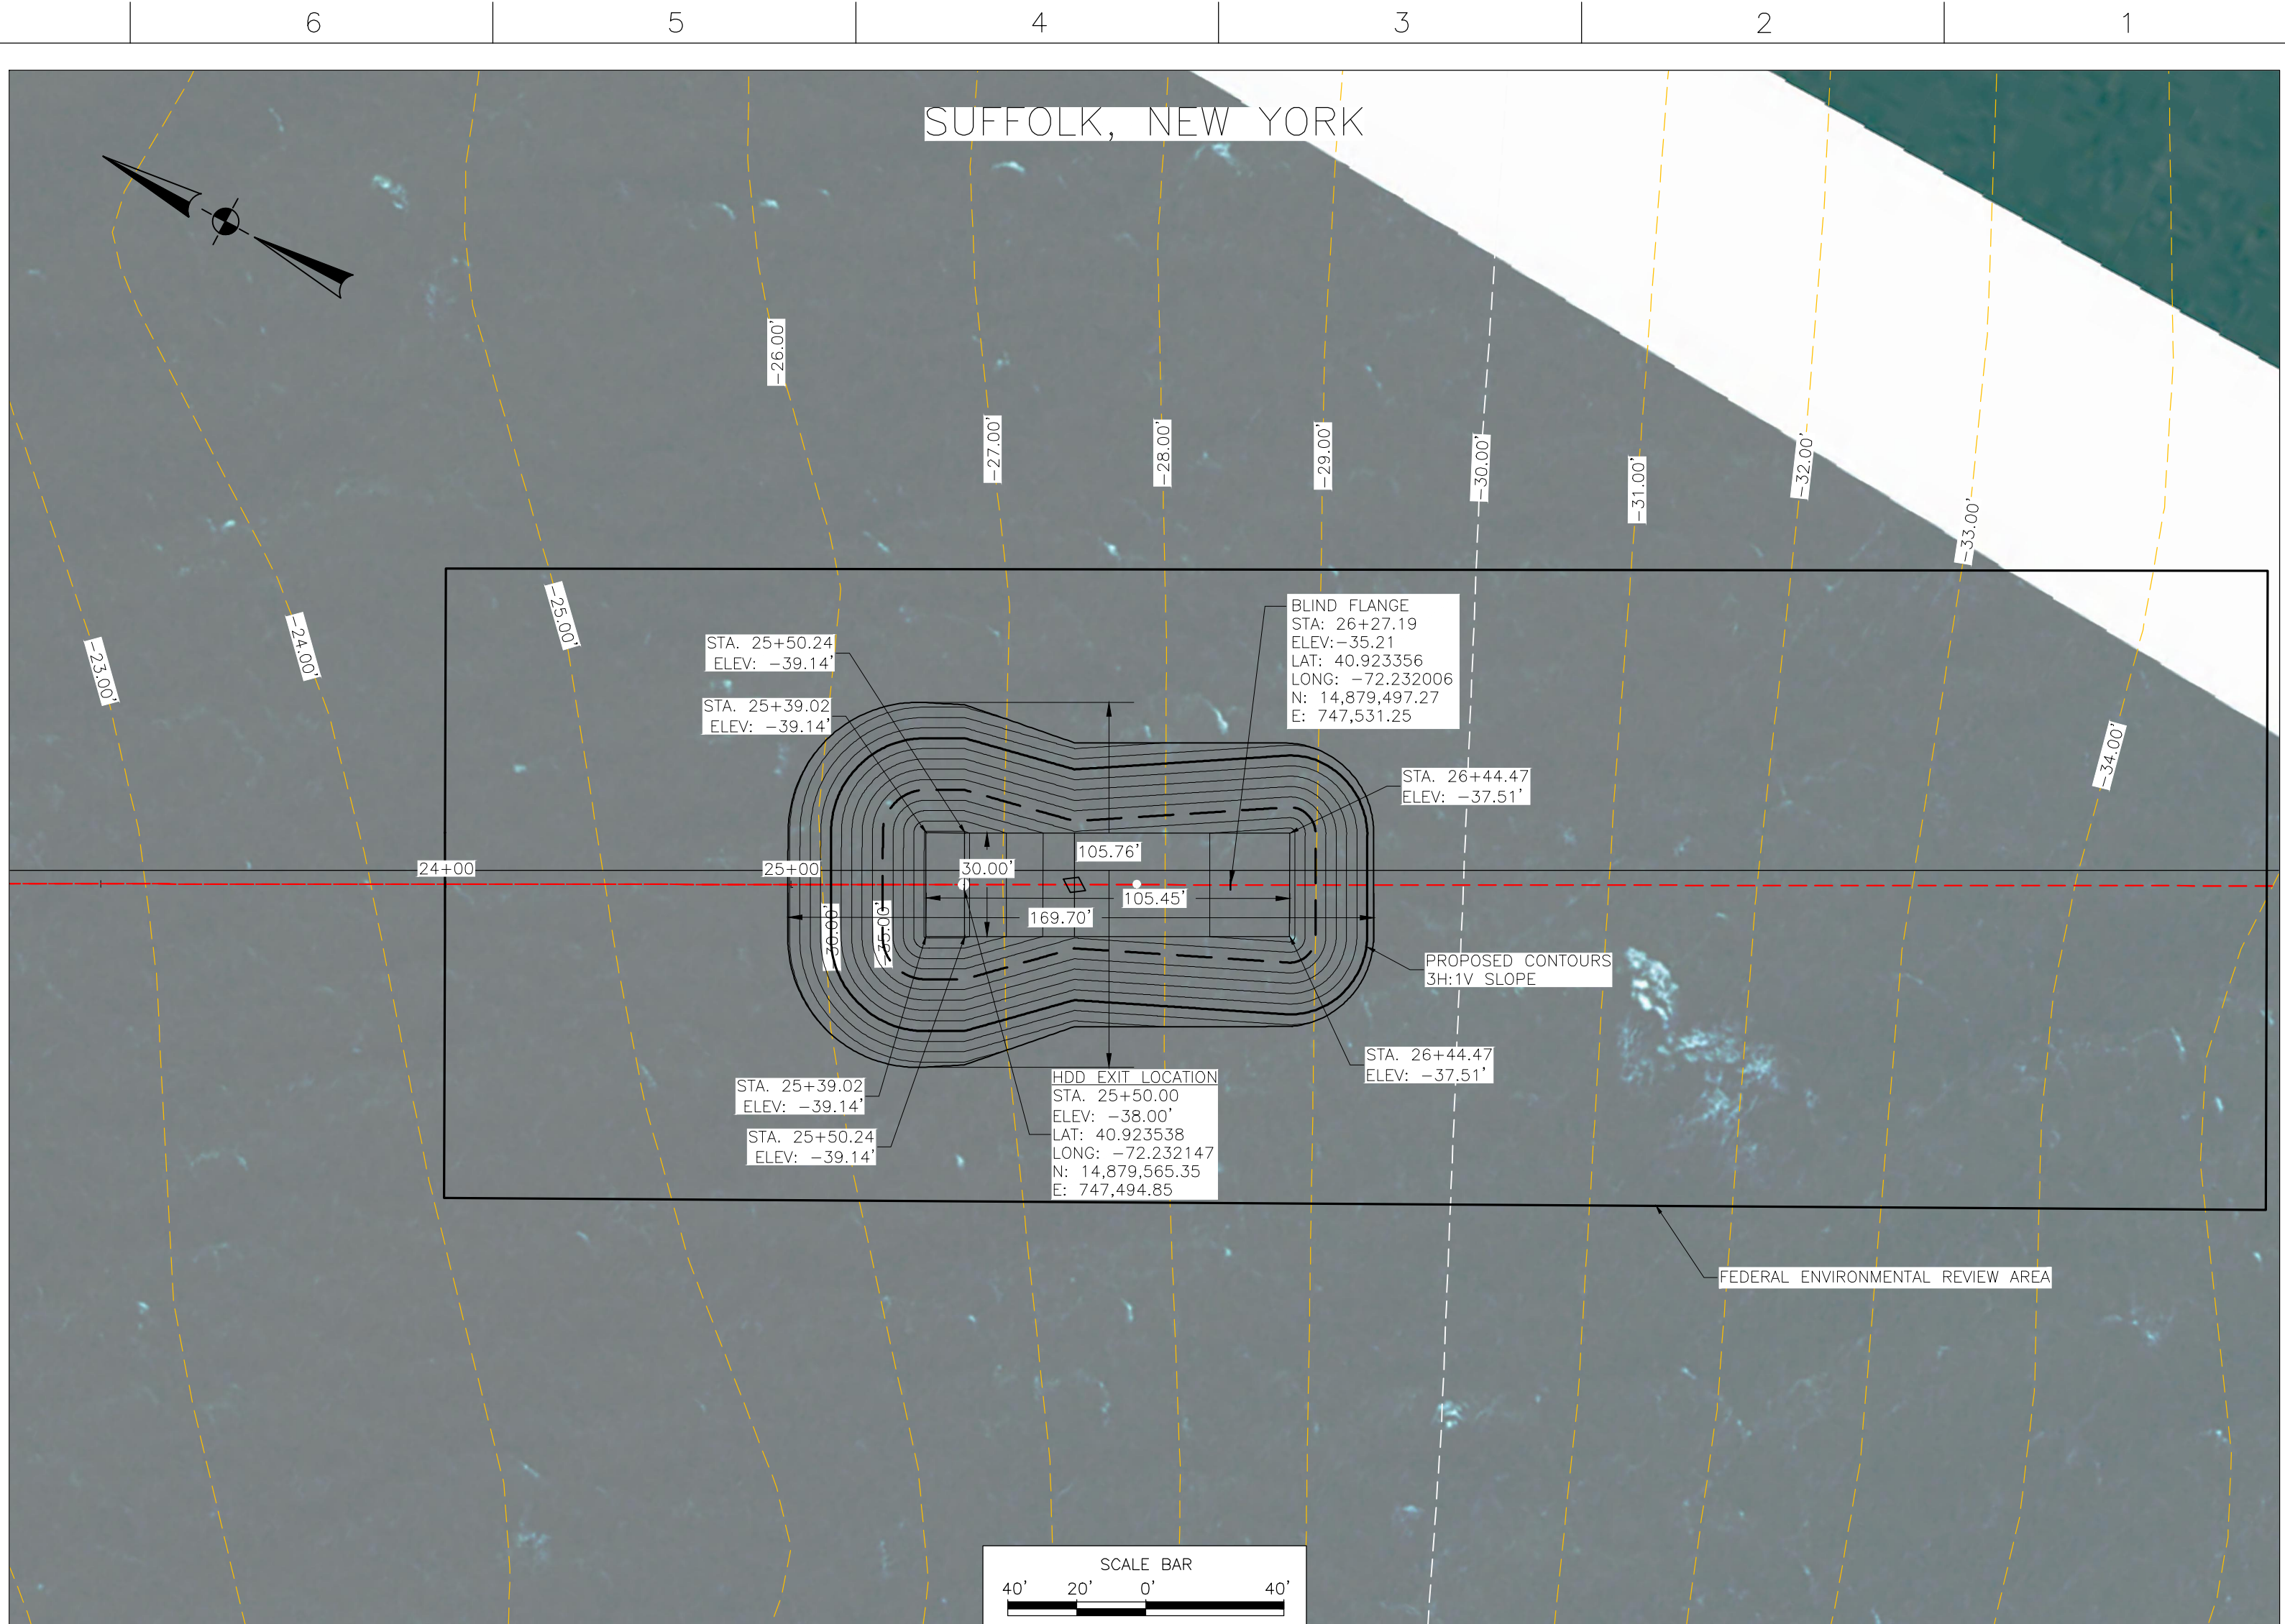 6 5 4 3 2 1
SUFFOLK, NEW YORK
-26.00'
-27.00'
-28.00'
-29.00'
-30.00'
-31.00'
-32.00'
-33.00'
-25.00'
-24.00'
-23.00'
-34.00'
BLIND FLANGE
STA: 26+27.19
ELEV:-35.21
LAT: 40.923356
LONG: -72.232006
N: 14,879,497.27
E: 747,531.25
STA. 25+50.24
ELEV: -39.14'
STA. 25+39.02
ELEV: -39.14'
STA. 26+44.47
ELEV: -37.51'
24+00
25+00
30.00'
105.76'
105.45'
169.70'
-30.00'
-35.00'
PROPOSED CONTOURS
3H:1V SLOPE
STA. 26+44.47
ELEV: -37.51'
STA. 25+39.02
ELEV: -39.14'
STA. 25+50.24
ELEV: -39.14'
HDD EXIT LOCATION
STA. 25+50.00
ELEV: -38.00'
LAT: 40.923538
LONG: -72.232147
N: 14,879,565.35
E: 747,494.85
FEDERAL ENVIRONMENTAL REVIEW AREA
SCALE BAR
40' 20' 0' 40'